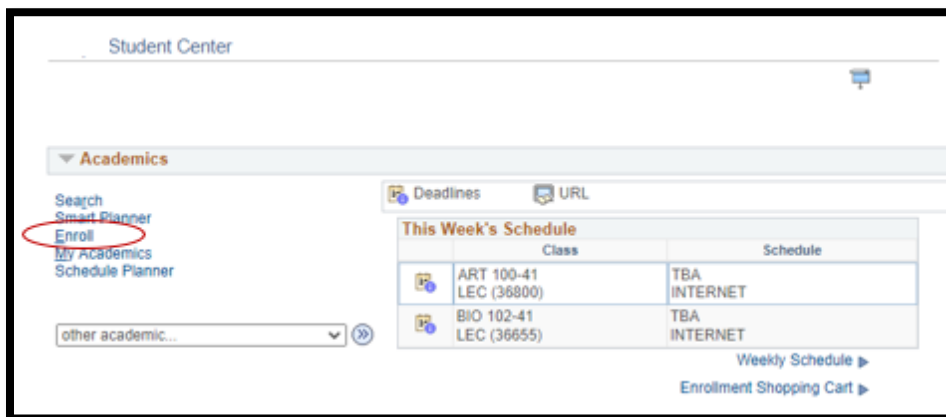 Student Center
Academics
Search
Smart Planner
Enroll
My Academics
Schedule Planner
other academic...
Deadlines URL
This Week's Schedule
Class Schedule
ART 100-41 TBA
LEC (36800) INTERNET
BIO 102-41 TBA
LEC (36655) INTERNET
Weekly Schedule
Enrollment Shopping Cart